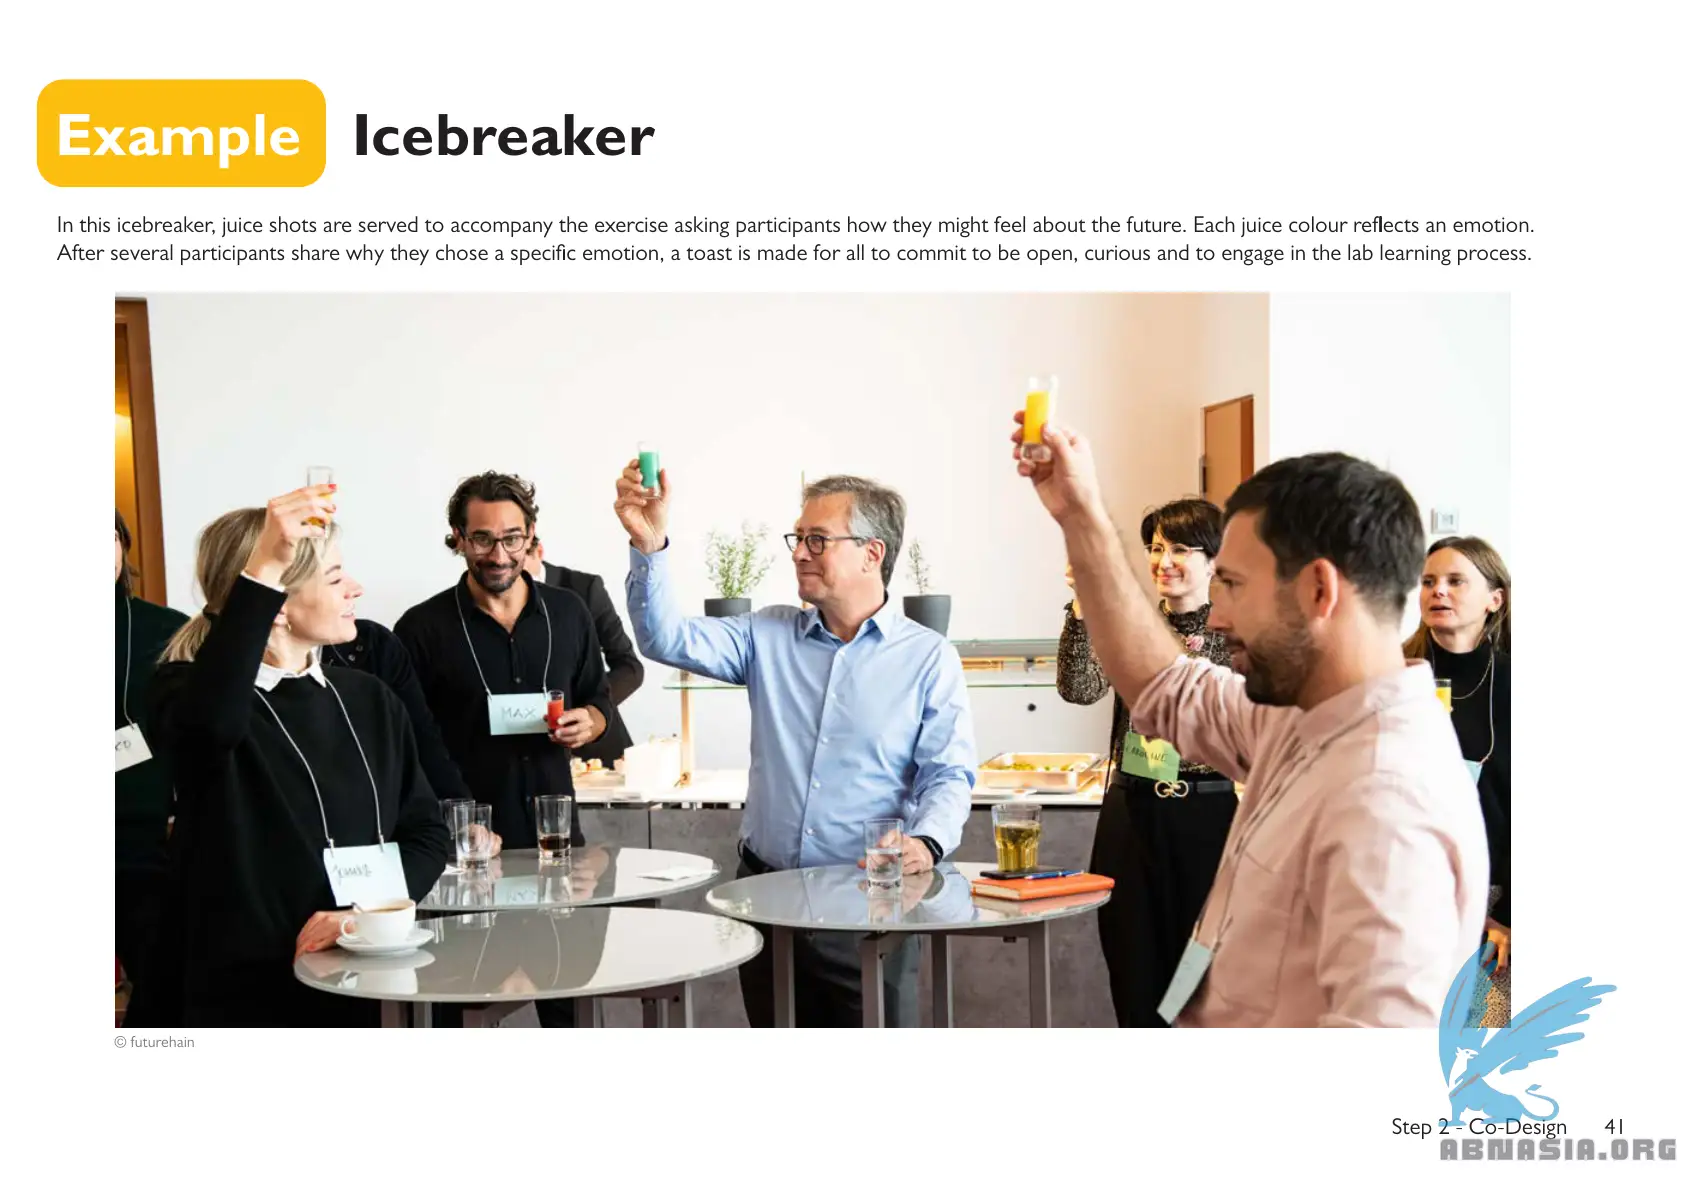 Example Icebreaker
In this icebreaker, juice shots are served to accompany the exercise asking participants how they might feel about the future. Each juice colour reflects an emotion.
After several participants share why they chose a specific emotion, a toast is made for all to commit to be open, curious and to engage in the lab learning process.
MAX
© futurehain
Step 2 - Co-Design 41
ABNASIA.ORG